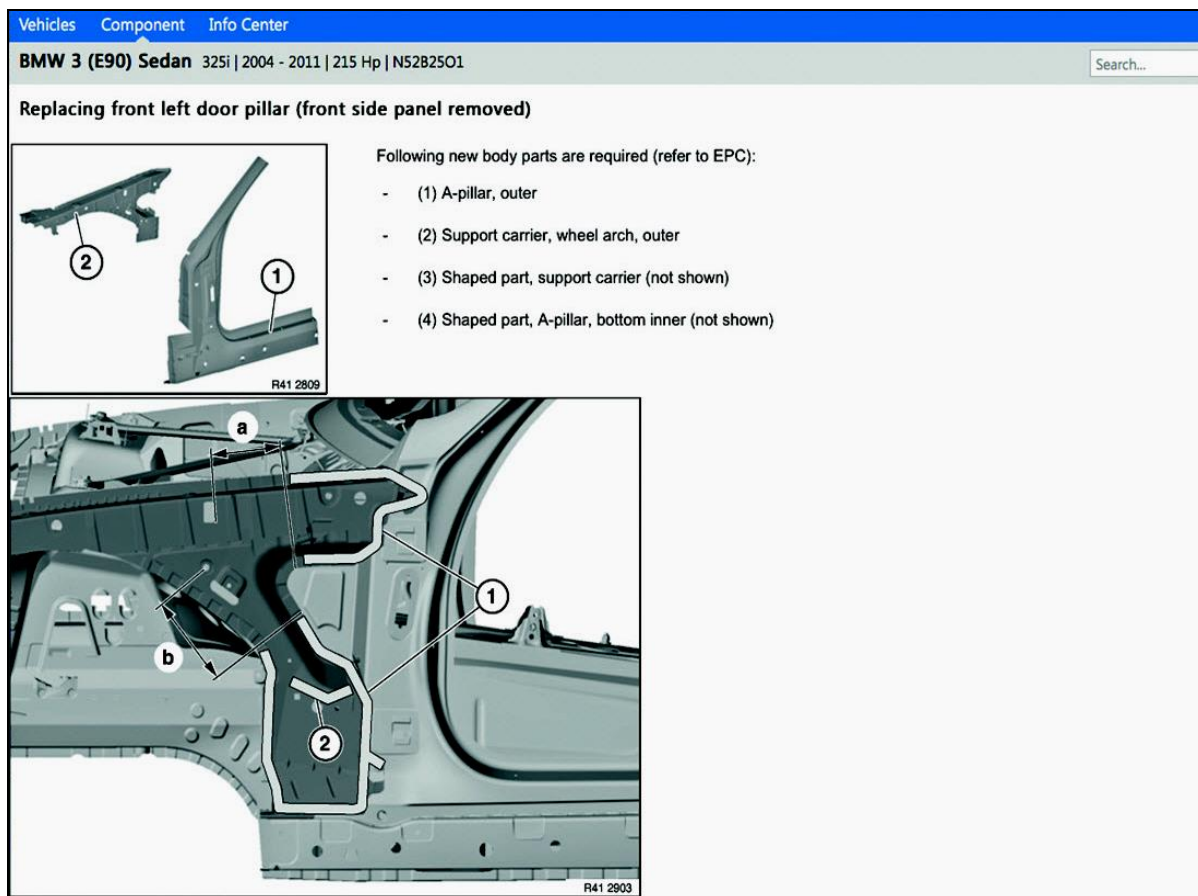 Vehicles Component Info Center
BMW 3 (E90) Sedan 325i | 2004 - 2011 | 215 Hp | N52B25O1
Search...
Replacing front left door pillar (front side panel removed)
Following new body parts are required (refer to EPC):
- (1) A-pillar, outer
- (2) Support carrier, wheel arch, outer
- (3) Shaped part, support carrier (not shown)
- (4) Shaped part, A-pillar, bottom inner (not shown)
2
1
R41 2809
a
1
b
2
R41 2903